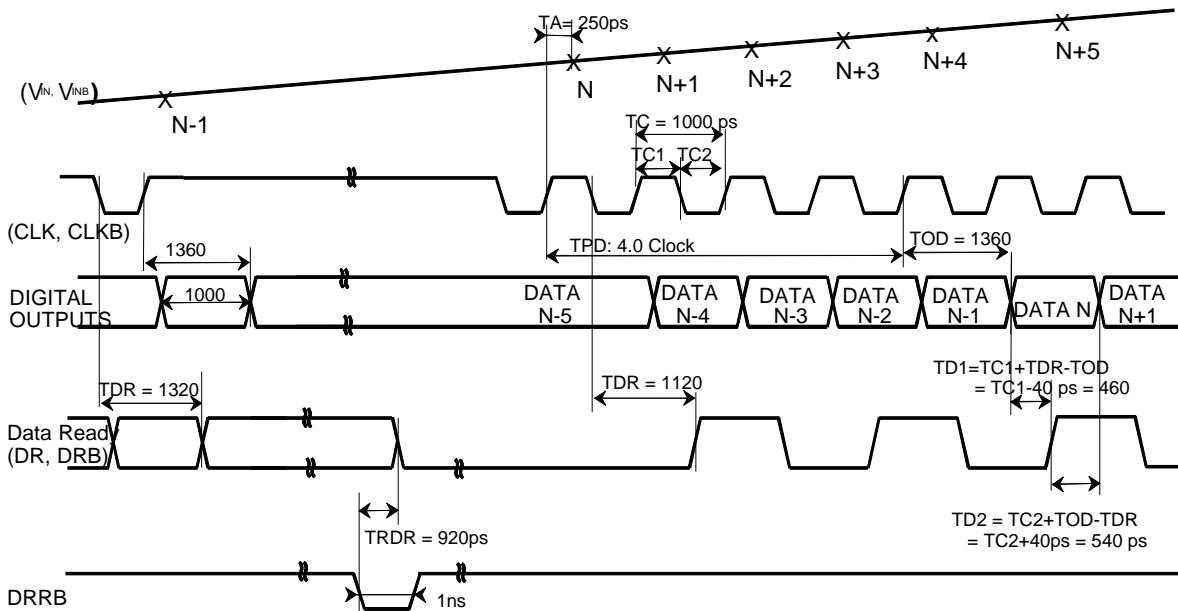 TA= 250ps
N
N+1
N+2
N+3
N+4
N+5
(VIN, VINB)
N-1
TC = 1000 ps
TC1
TC2
(CLK, CLKB)
1360
TPD: 4.0 Clock
TOD = 1360
1000
DIGITAL
OUTPUTS
DATA
N-5
DATA
N-4
DATA
N-3
DATA
N-2
DATA
N-1
DATA N
DATA
N+1
TDR = 1320
TDR = 1120
TD1=TC1+TDR-TOD
= TC1-40 ps = 460
Data Read
(DR, DRB)
TRDR = 920ps
TD2 = TC2+TOD-TDR
= TC2+40ps = 540 ps
DRRB
1ns